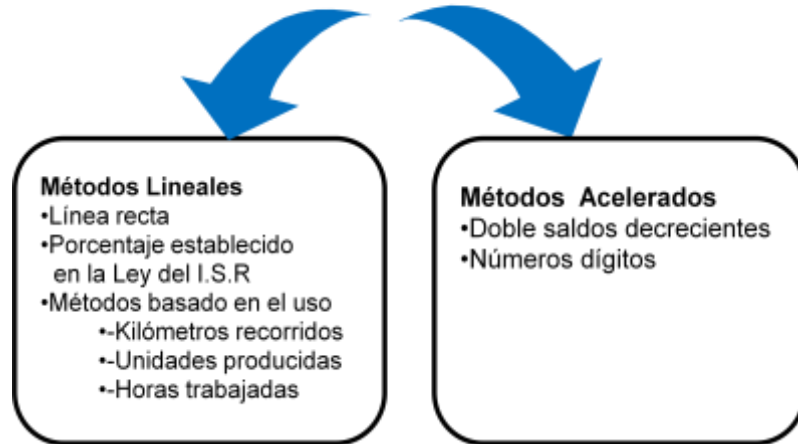 Métodos Lineales
•Línea recta
•Porcentaje establecido
en la Ley del I.S.R
•Métodos basado en el uso
•-Kilómetros recorridos
•-Unidades producidas
•-Horas trabajadas
Métodos Acelerados
•Doble saldos decrecientes
•Números dígitos